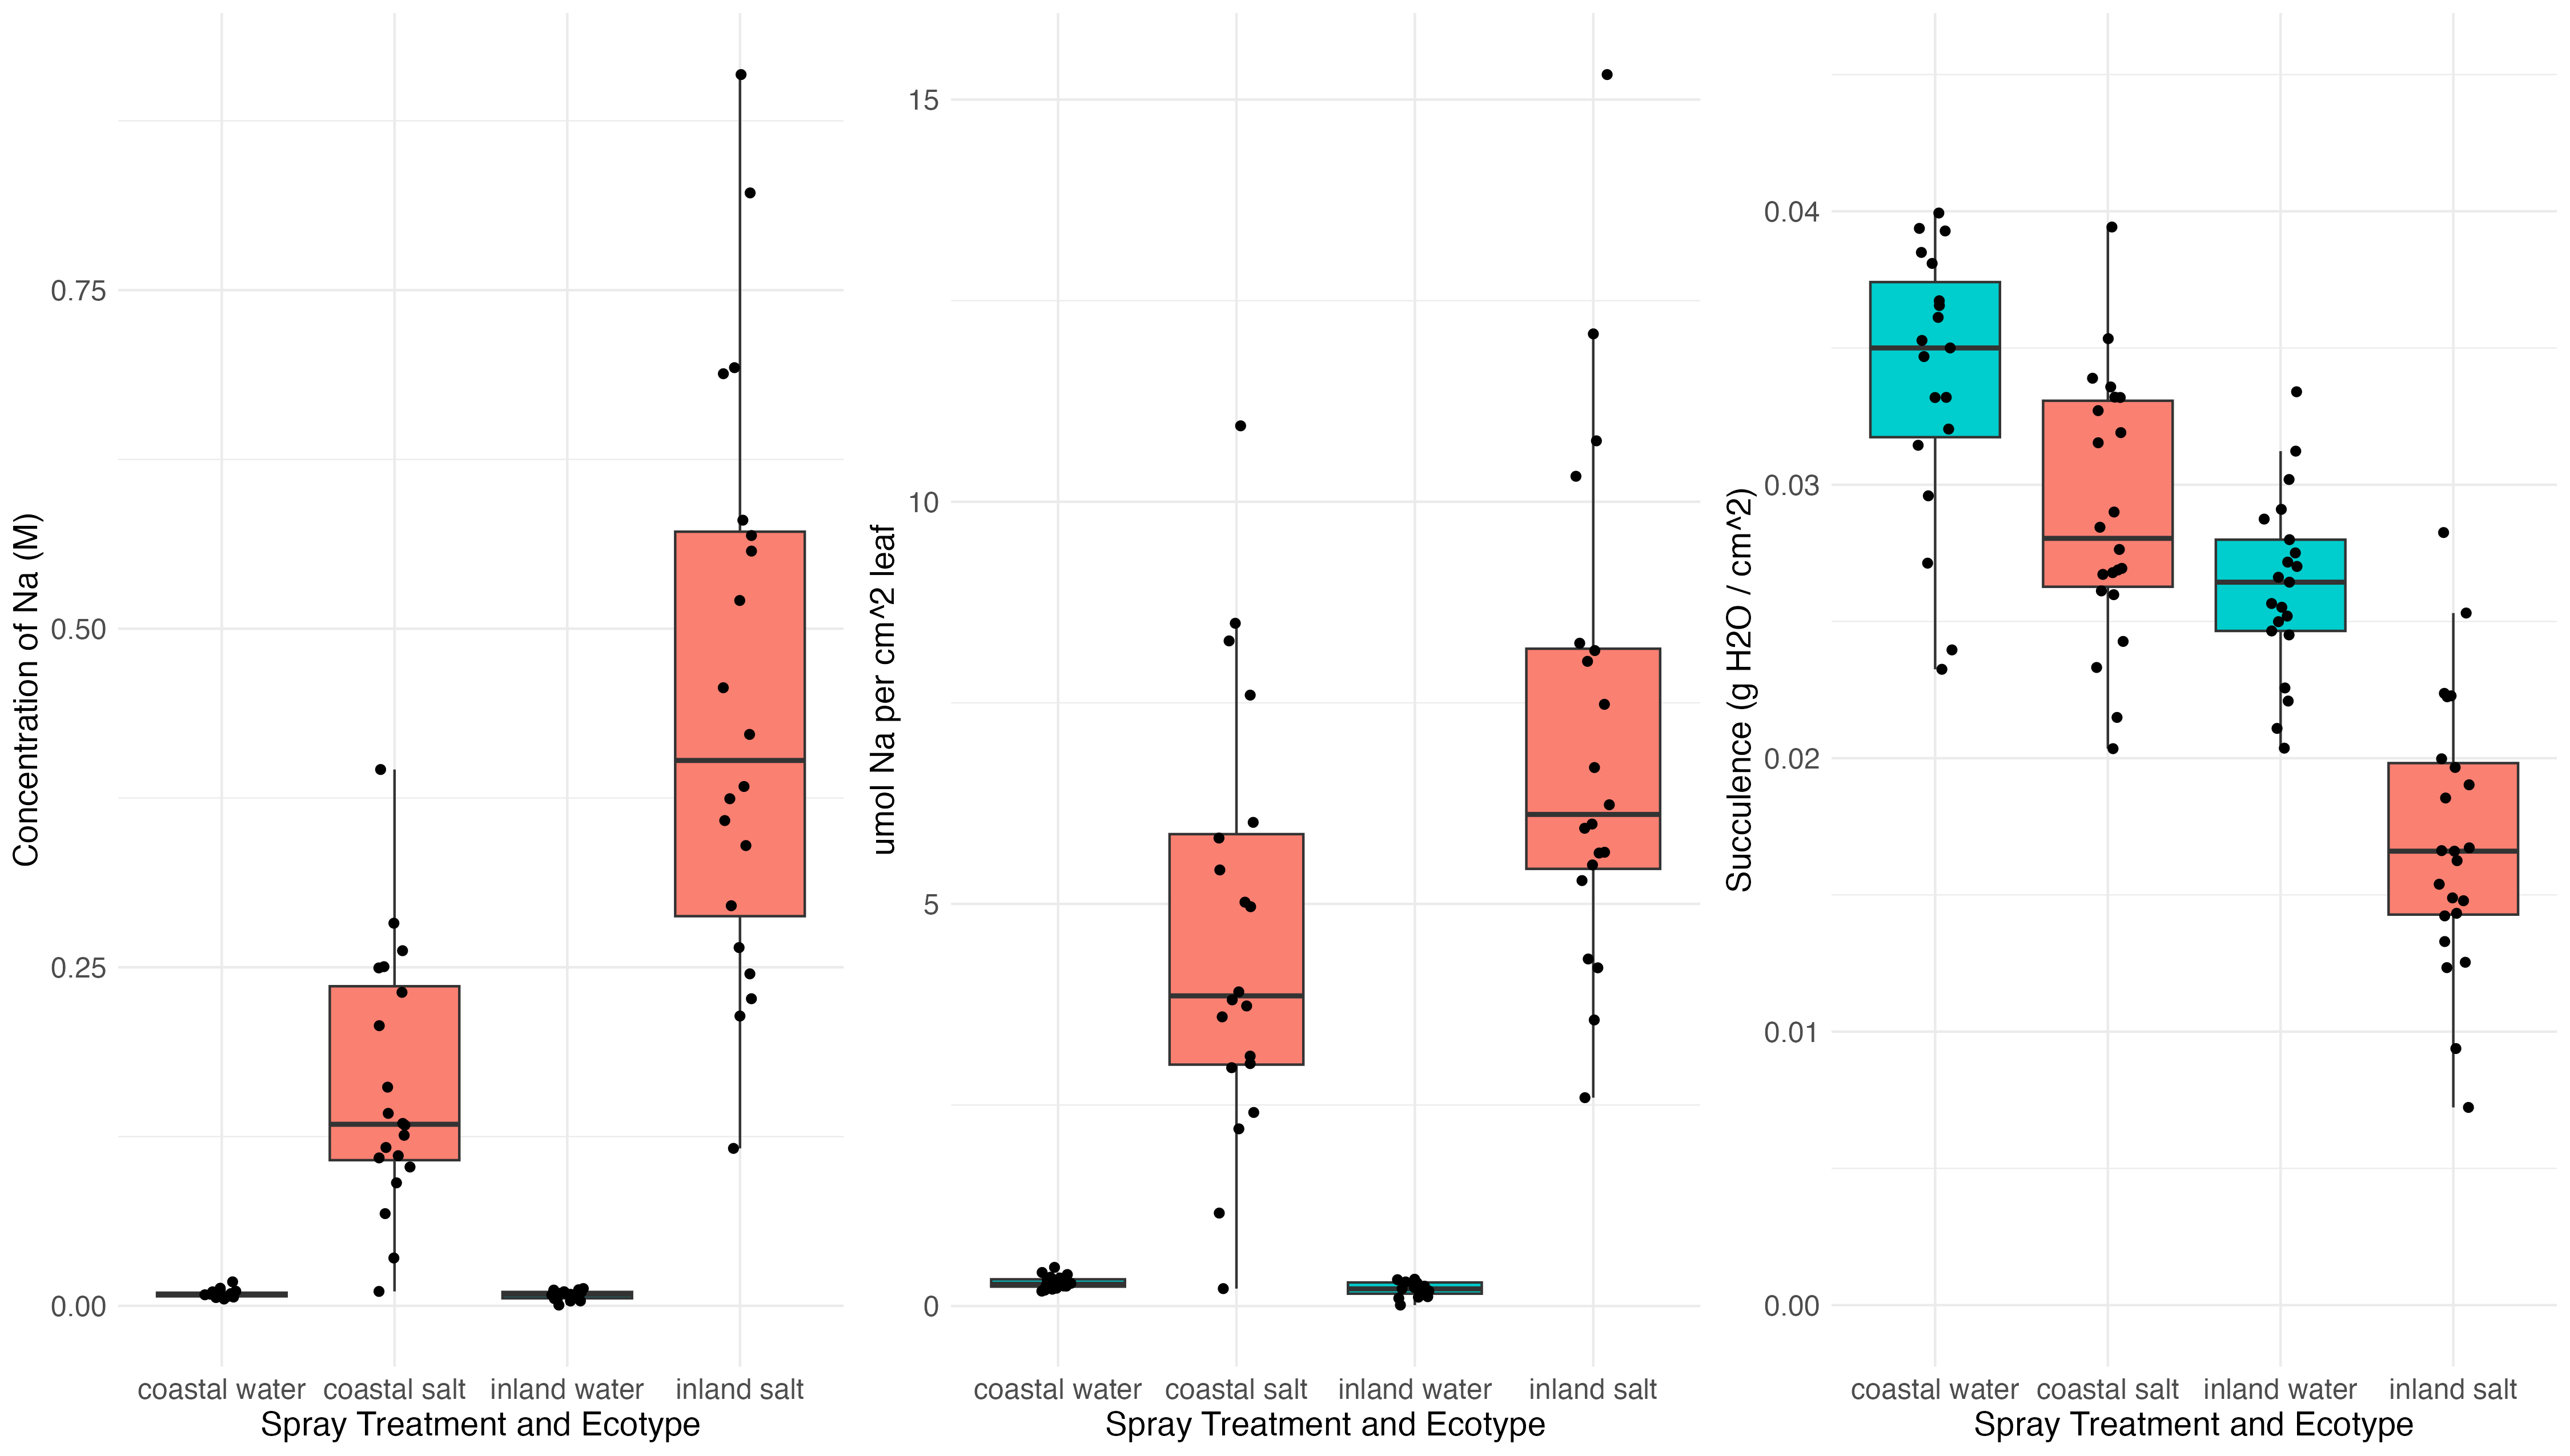 Concentration of Na (M)
0.75
0.50
0.25
0.00
coastal water
coastal salt
inland water
inland salt
Spray Treatment and Ecotype
umol Na per cm^2 leaf
15
10
5
0
coastal water
coastal salt
inland water
inland salt
Spray Treatment and Ecotype
Succulence (g H2O / cm^2)
0.04
0.03
0.02
0.01
0.00
coastal water
coastal salt
inland water
inland salt
Spray Treatment and Ecotype